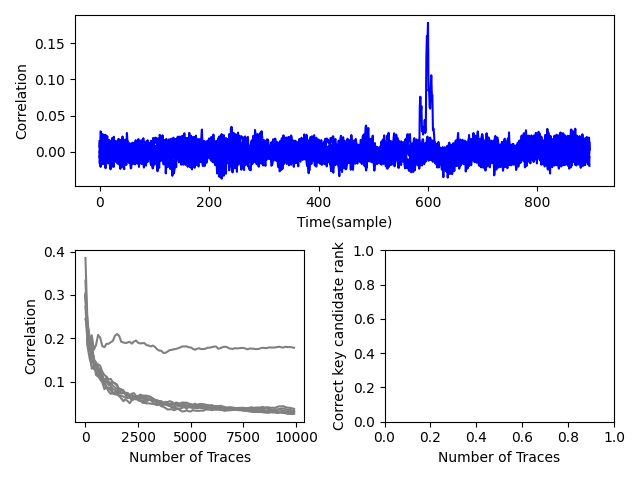 0.15
0.10
0.05
0.00
Correlation
0 200 400 600 800
Time(sample)
0.4
0.3
0.2
0.1
Correlation
0 2500 5000 7500 10000
Number of Traces
1.0
0.8
0.6
0.4
0.2
0.0
Correct key candidate rank
0.0 0.2 0.4 0.6 0.8 1.0
Number of Traces